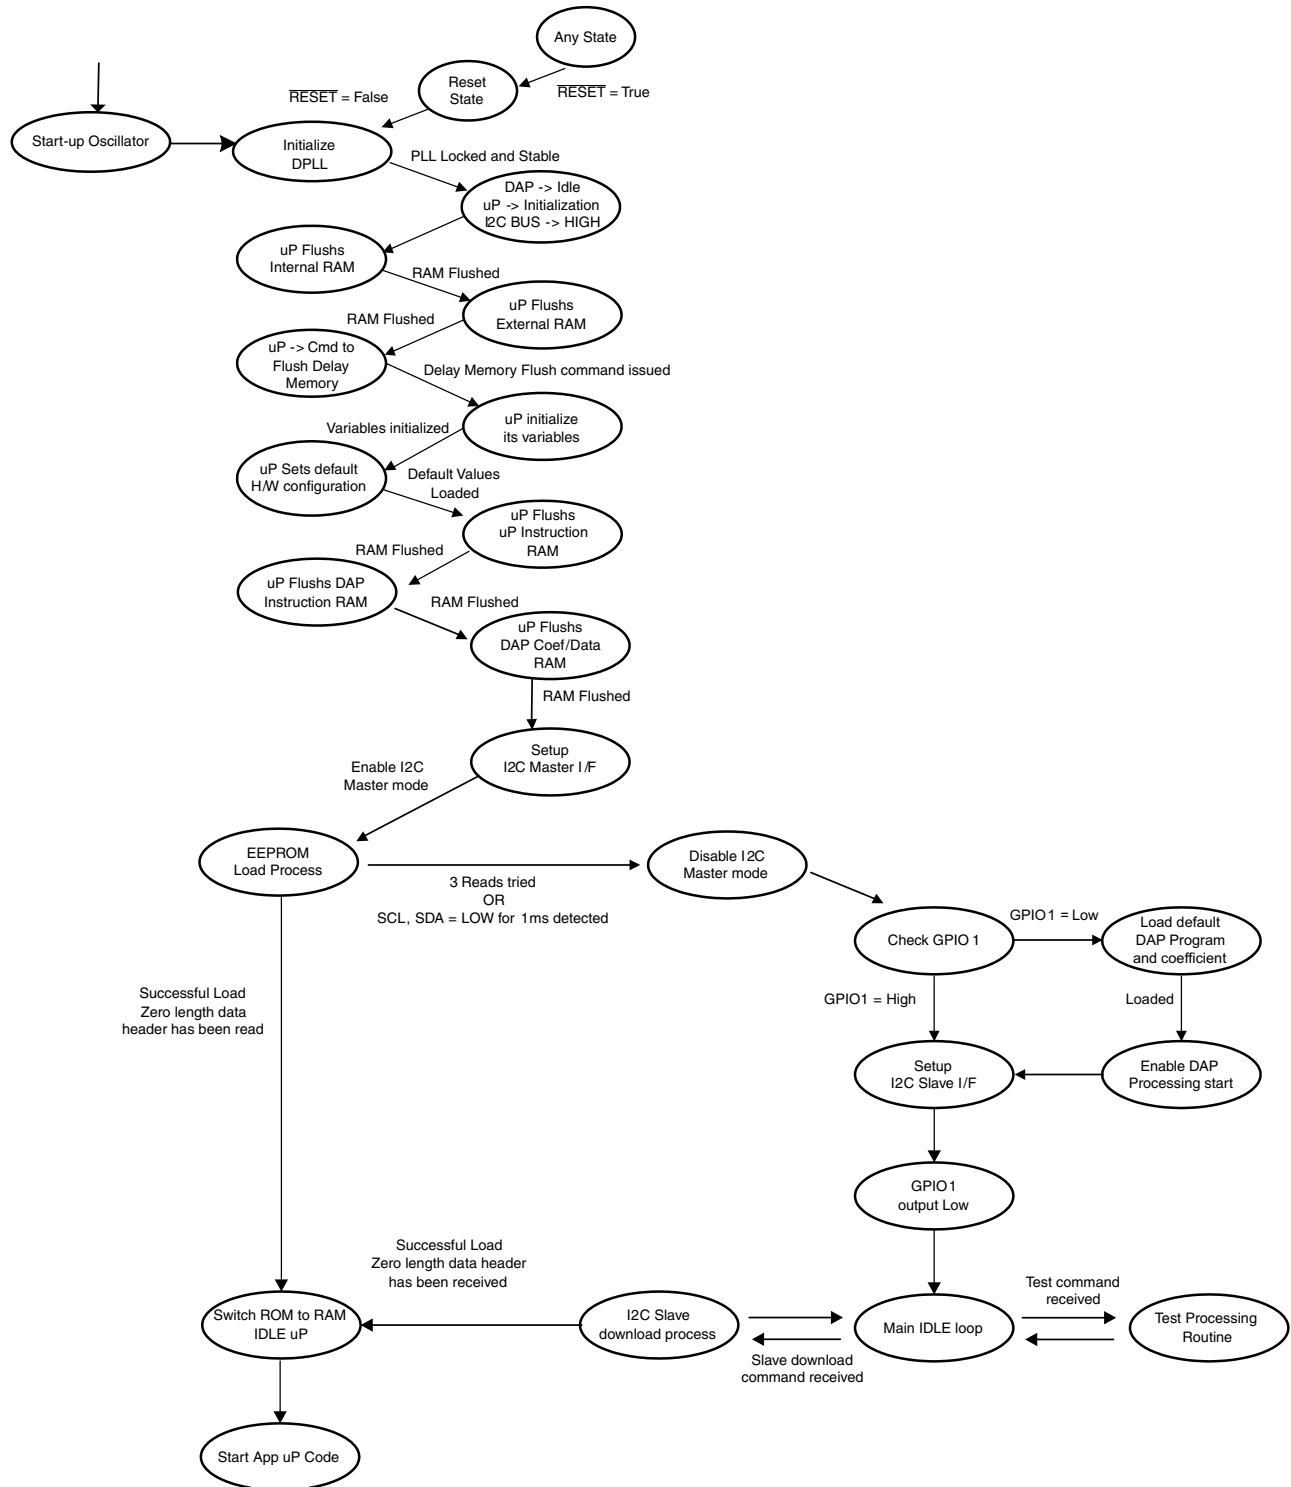 Any State
Reset
State
RESET = True
RESET = False
Start-up Oscillator
Initialize
DPLL
PLL Locked and Stable
DAP -> Idle
uP -> Initialization
I2C BUS -> HIGH
uP Flushs
Internal RAM
RAM Flushed
uP Flushs
External RAM
RAM Flushed
uP -> Cmd to
Flush Delay
Memory
Delay Memory Flush command issued
uP initialize
its variables
Variables initialized
uP Sets default
H/W configuration
Default Values
Loaded
uP Flushs
uP Instruction
RAM
RAM Flushed
uP Flushs DAP
Instruction RAM
RAM Flushed
uP Flushs
DAP Coef/Data
RAM
RAM Flushed
Setup
I2C Master I/F
Enable I2C
Master mode
EEPROM
Load Process
3 Reads tried
OR
SCL, SDA = LOW for 1ms detected
Disable I2C
Master mode
Check GPIO1
GPIO1 = Low
Load default
DAP Program
and coefficient
GPIO1 = High
Loaded
Successful Load
Zero length data
header has been read
Setup
I2C Slave I/F
Enable DAP
Processing start
GPIO1
output Low
Successful Load
Zero length data header
has been received
Switch ROM to RAM
IDLE uP
I2C Slave
download process
Slave download
command received
Main IDLE loop
Test command
received
Test Processing
Routine
Start App uP Code